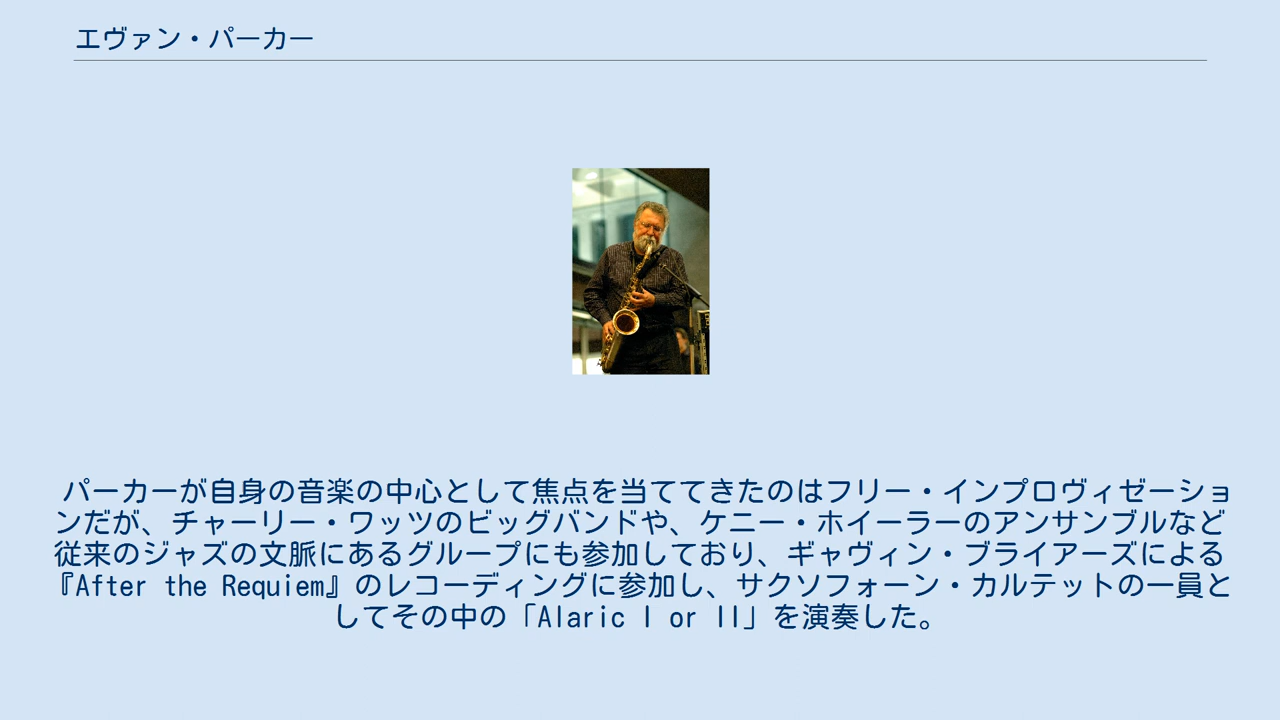 エヴァン・パーカー
パーカーが自身の音楽の中心として焦点を当ててきたのはフリー・インプロヴィゼーショ
ンだが、チャーリー・ワッツのビッグバンドや、ケニー・ホイーラーのアンサンブルなど
従来のジャズの文脈にあるグループにも参加しており、ギャヴィン・ブライアーズによる
『After the Requiem』のレコーディングに参加し、サクソフォーン・カルテットの一員と
してその中の「Alaric I or II」を演奏した。